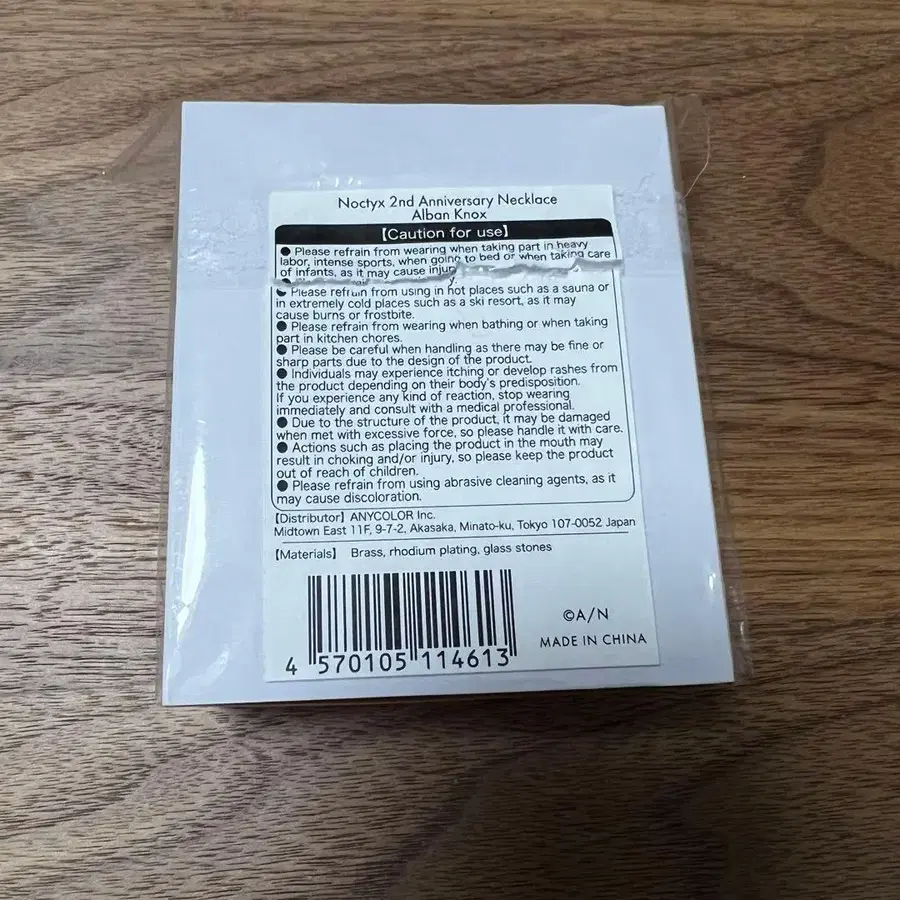 Noctyx 2nd Anniversary Necklace
Alban Knox
【Caution for use】
● Please refrain from wearing when taking part in heavy
labor, intense sports, when going to bed or when taking care
of infants, as it may cause
● Please refrain from using in hot places such as a sauna or
in extremely cold places such as a ski resort, as it may
cause burns or frostbite.
● Please refrain from wearing when bathing or when taking
part in kitchen chores.
● Please be careful when handling as there may be fine or
sharp parts due to the design of the product.
● Individuals may experience itching or develop rashes from
the product depending on their body's predisposition.
If you experience any kind of reaction, stop wearing
immediately and consult with a medical professional.
● Due to the structure of the product, it may be damaged
when met with excessive force, so please handle it with care.
● Actions such as placing the product in the mouth may
result in choking and/or injury, so please keep the product
out of reach of children.
● Please refrain from using abrasive cleaning agents, as it
may cause discoloration.
【Distributor】 ANYCOLOR Inc.
Midtown East 11F, 9-7-2, Akasaka, Minato-ku, Tokyo 107-0052 Japan
【Materials】 Brass, rhodium plating, glass stones
©A/N
MADE IN CHINA
4 570105 114613